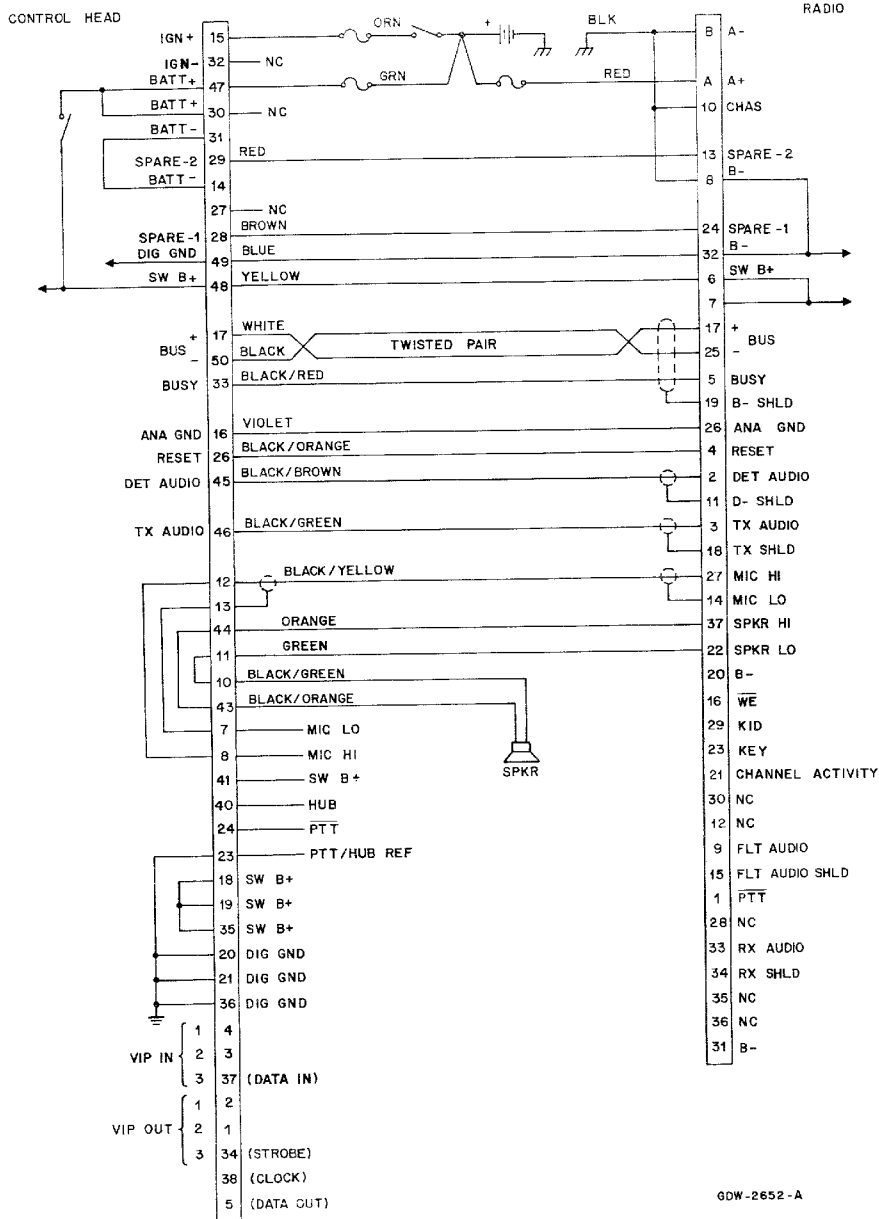 CONTROL HEAD RADIO
IGN+ 15 ORN + BLK B A-
IGN- 32 NC
BATT+ 47 GRN RED A A+
BATT+ 30 NC 10 CHAS
BATT- 31
SPARE-2 29 RED 13 SPARE-2
BATT- 14 8 B-
27 NC
SPARE-1 28 BROWN 24 SPARE-1
DIG GND 49 BLUE 32 B-
SW B+ 48 YELLOW 6 SW B+
7
+ 17 WHITE 17 +
BUS TWISTED PAIR BUS
- 50 BLACK 25 -
BUSY 33 BLACK/RED 5 BUSY
19 B- SHLD
ANA GND 16 VIOLET 26 ANA GND
RESET 26 BLACK/ORANGE 4 RESET
DET AUDIO 45 BLACK/BROWN 2 DET AUDIO
11 D- SHLD
TX AUDIO 46 BLACK/GREEN 3 TX AUDIO
18 TX SHLD
12 BLACK/YELLOW 27 MIC HI
13 14 MIC LO
44 ORANGE 37 SPKR HI
11 GREEN 22 SPKR LO
10 BLACK/GREEN 20 B-
43 BLACK/ORANGE 16 WE
7 MIC LO 29 KID
8 MIC HI 23 KEY
SPKR
41 SW B+ 21 CHANNEL ACTIVITY
40 HUB 30 NC
24 PTT 12 NC
23 PTT/HUB REF 9 FLT AUDIO
18 SW B+ 15 FLT AUDIO SHLD
19 SW B+ 1 PTT
35 SW B+ 28 NC
20 DIG GND 33 RX AUDIO
21 DIG GND 34 RX SHLD
36 DIG GND 35 NC
1 4 36 NC
VIP IN 2 3 31 B-
3 37 (DATA IN)
1 2
VIP OUT 2 1
3 34 (STROBE)
38 (CLOCK)
5 (DATA OUT)
GDW-2652-A